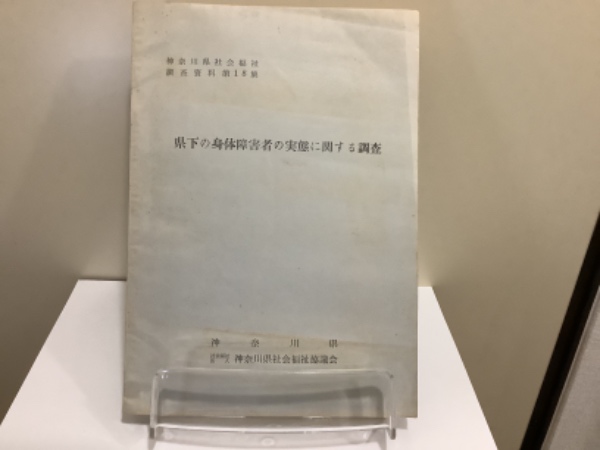 神奈川県社会福祉
調査資料第18集
県下の身体障害者の実態に関する調査
神奈川県
神奈川県社会福祉協議会